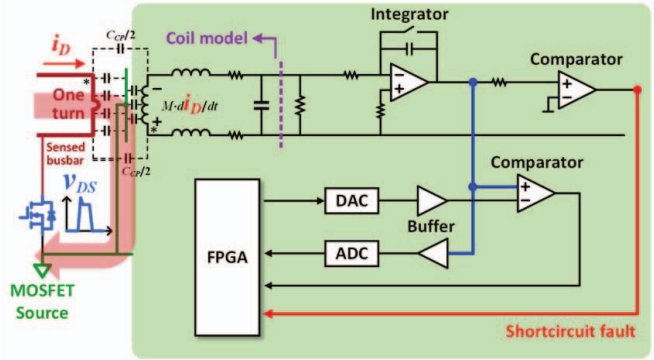 Integrator
C_CP/2
i_D
Coil model
Comparator
*
One
turn
M·di_D/dt
−
+
*
Sensed
busbar
C_CP/2
−
+
−
+
v_DS
Comparator
+
−
DAC
Buffer
FPGA
ADC
MOSFET
Source
Shortcircuit fault